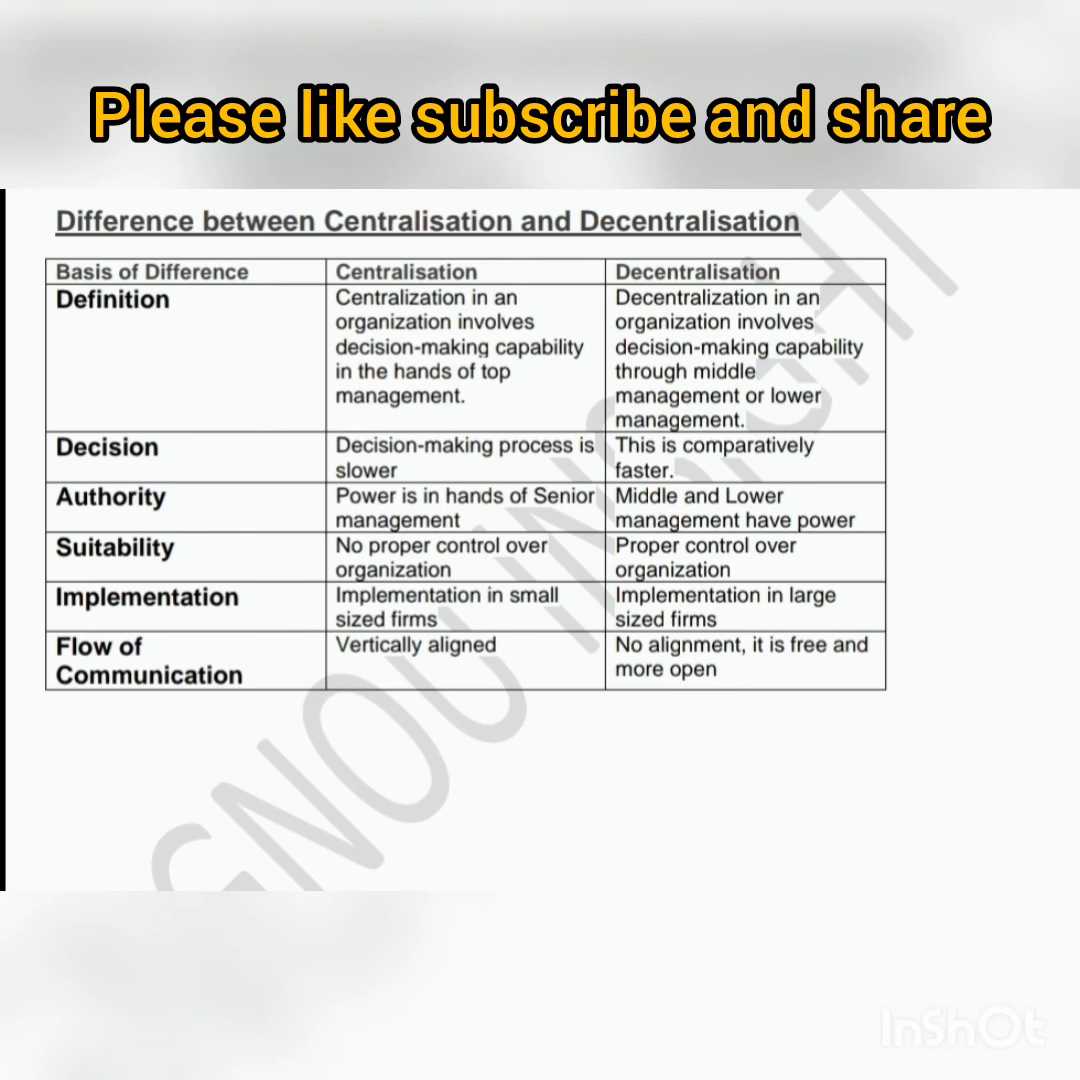 Please like subscribe and share
Difference between Centralisation and Decentralisation
Basis of Difference
Centralisation
Decentralisation
Definition
Centralization in an
organization involves
decision-making capability
in the hands of top
management.
Decentralization in an
organization involves
decision-making capability
through middle
management or lower
management.
Decision
Decision-making process is
slower
This is comparatively
faster.
Authority
Power is in hands of Senior
management
Middle and Lower
management have power
Suitability
No proper control over
organization
Proper control over
organization
Implementation
Implementation in small
sized firms
Implementation in large
sized firms
Flow of
Communication
Vertically aligned
No alignment, it is free and
more open
GNOU INSIGHT
InShOt